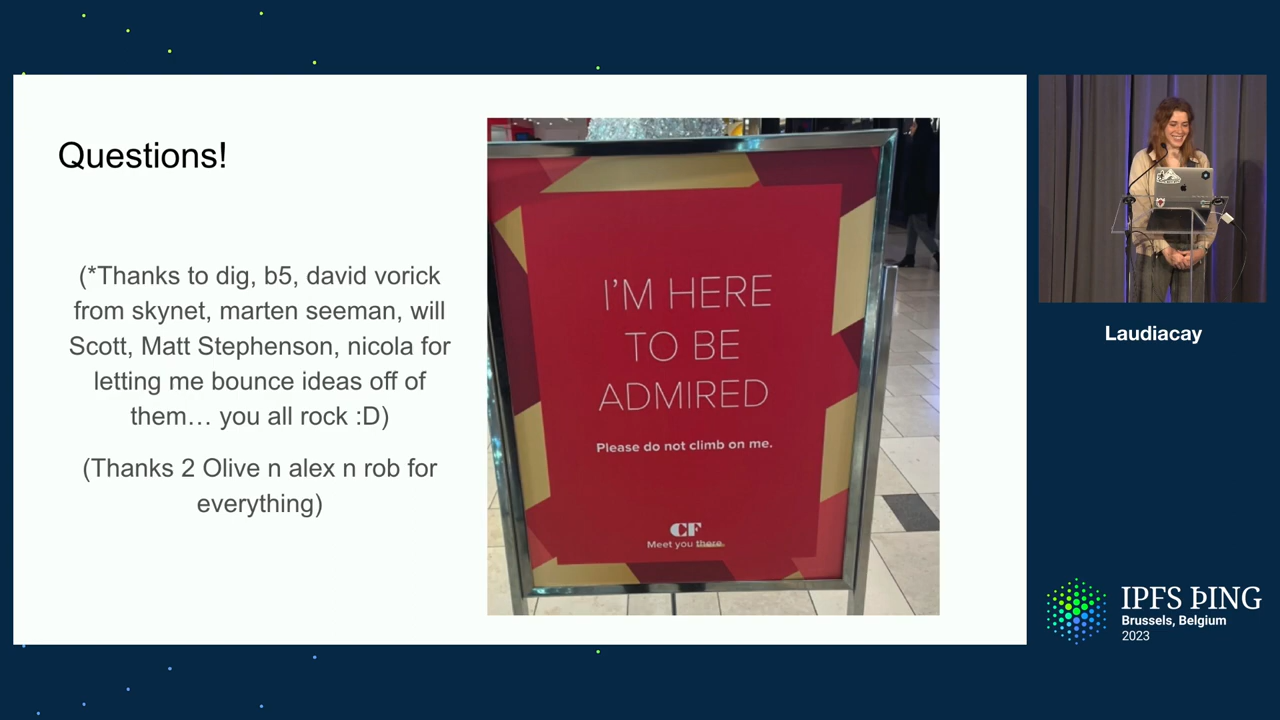 Questions!
(*Thanks to dig, b5, david vorick
from skynet, marten seeman, will
Scott, Matt Stephenson, nicola for
letting me bounce ideas off of
them… you all rock :D)
(Thanks 2 Olive n alex n rob for
everything)
I'M HERE
TO BE
ADMIRED
Please do not climb on me.
CF
Meet you there.
Laudiacay
IPFS ÞING
Brussels, Belgium
2023